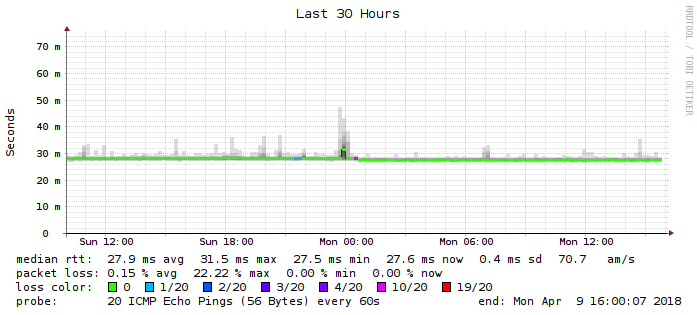 Last 30 Hours
RRDTOOL / TOBI OETIKER
Seconds
70 m
60 m
50 m
40 m
30 m
20 m
10 m
0
Sun 12:00 Sun 18:00 Mon 00:00 Mon 06:00 Mon 12:00
median rtt: 27.9 ms avg 31.5 ms max 27.5 ms min 27.6 ms now 0.4 ms sd 70.7 am/s
packet loss: 0.15 % avg 22.22 % max 0.00 % min 0.00 % now
loss color: 0 1/20 2/20 3/20 4/20 10/20 19/20
probe: 20 ICMP Echo Pings (56 Bytes) every 60s end: Mon Apr 9 16:00:07 2018